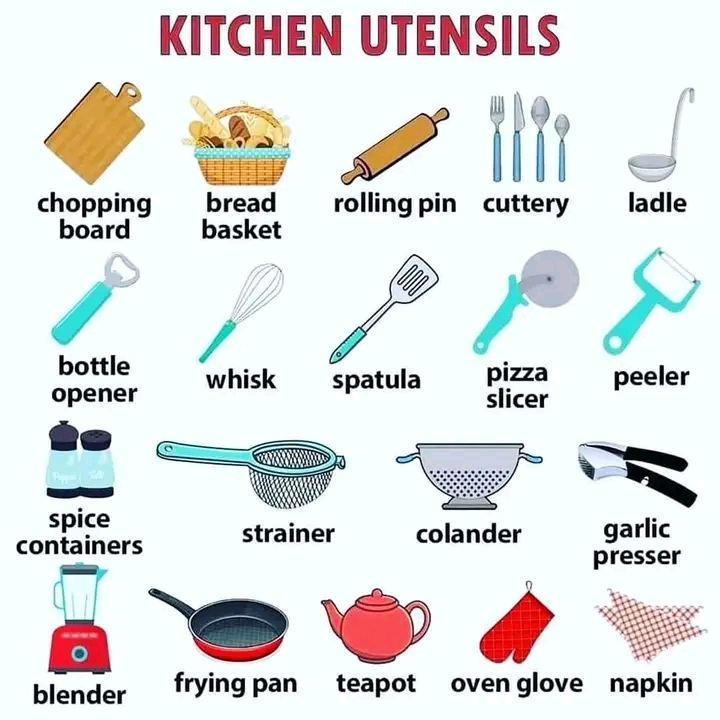 KITCHEN UTENSILS
chopping
board
bread
basket
rolling pin
cuttery
ladle
bottle
opener
whisk
spatula
pizza
slicer
peeler
spice
containers
strainer
colander
garlic
presser
blender
frying pan
teapot
oven glove
napkin